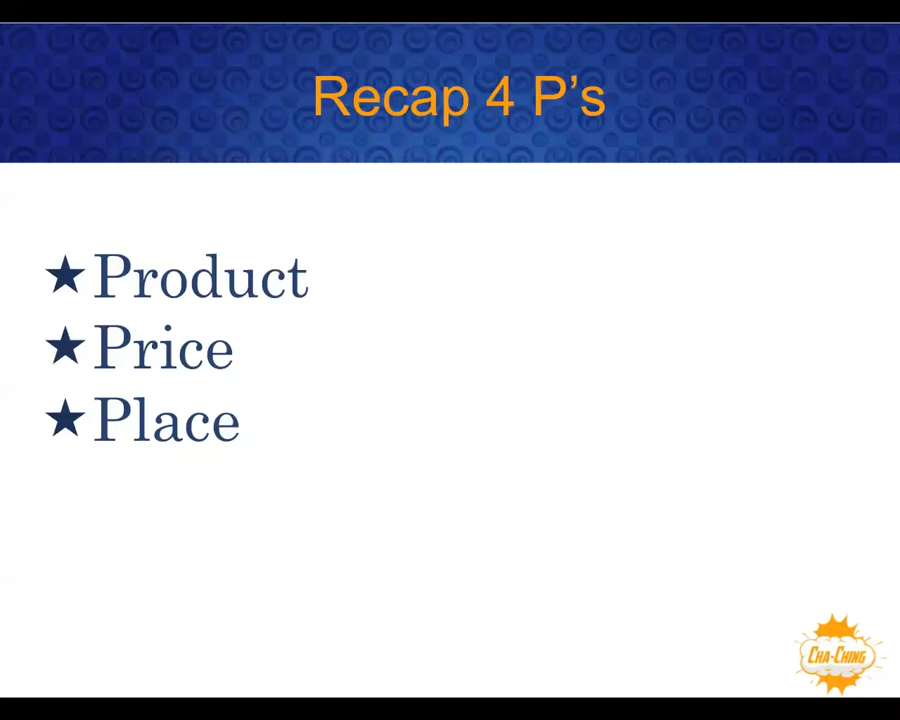 Recap 4 P’s
★Product
★Price
★Place
CHA-CHING